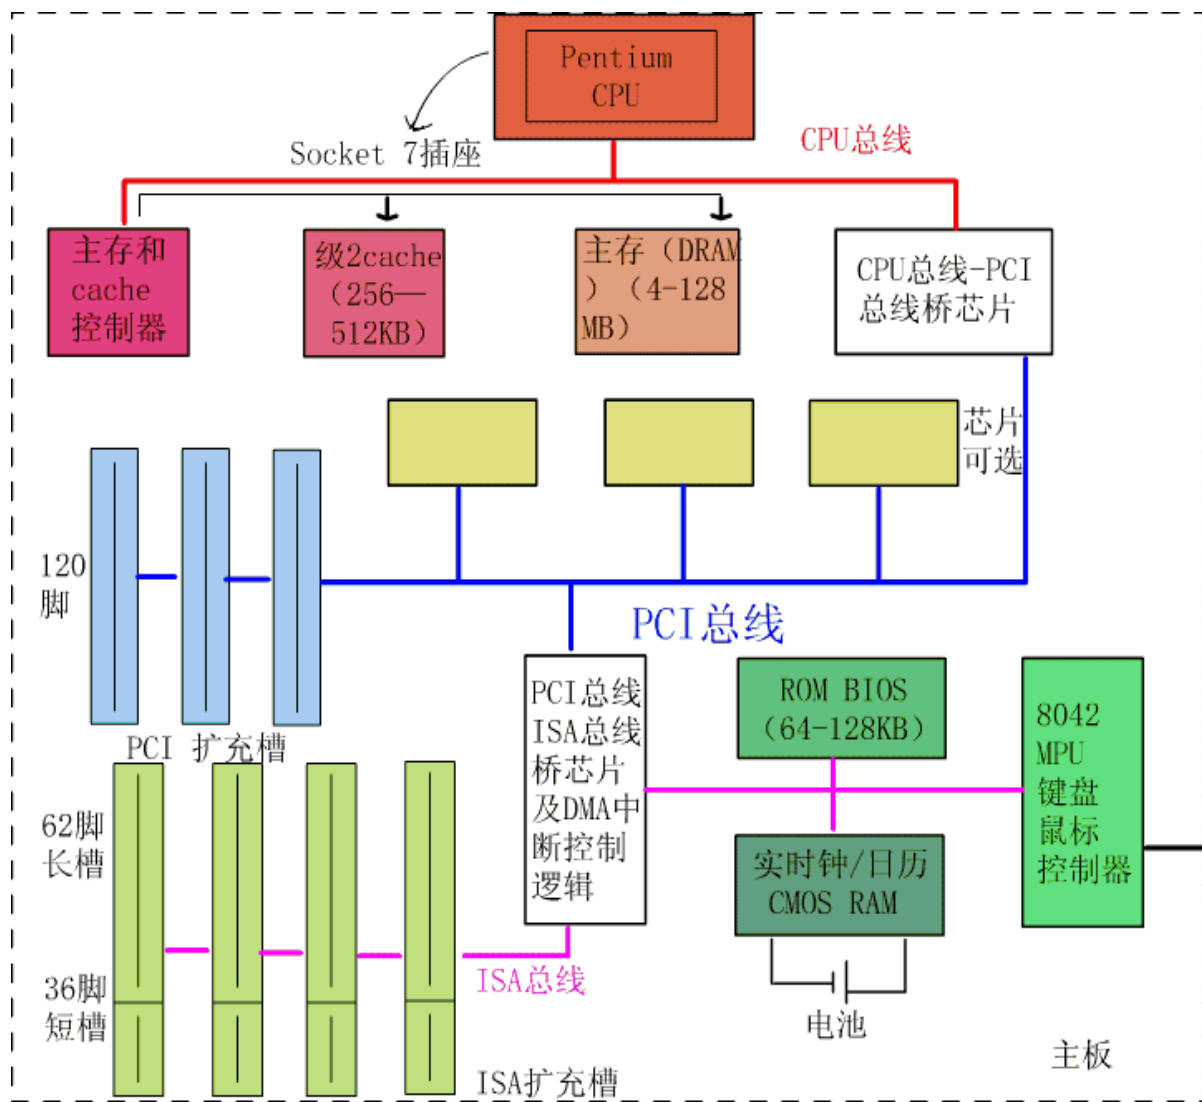 Pentium
CPU
CPU总线
Socket 7插座
主存和
cache
控制器
级2cache
（256—
512KB）
主存（DRAM
）（4-128
MB）
CPU总线-PCI
总线桥芯片
芯片
可选
120
脚
PCI总线
PCI 扩充槽
PCI总线
ISA总线
桥芯片
及DMA中
断控制
逻辑
ROM BIOS
（64-128KB）
8042
MPU
键盘
鼠标
控制器
实时钟/日历
CMOS RAM
62脚
长槽
36脚
短槽
ISA总线
电池
主板
ISA扩充槽